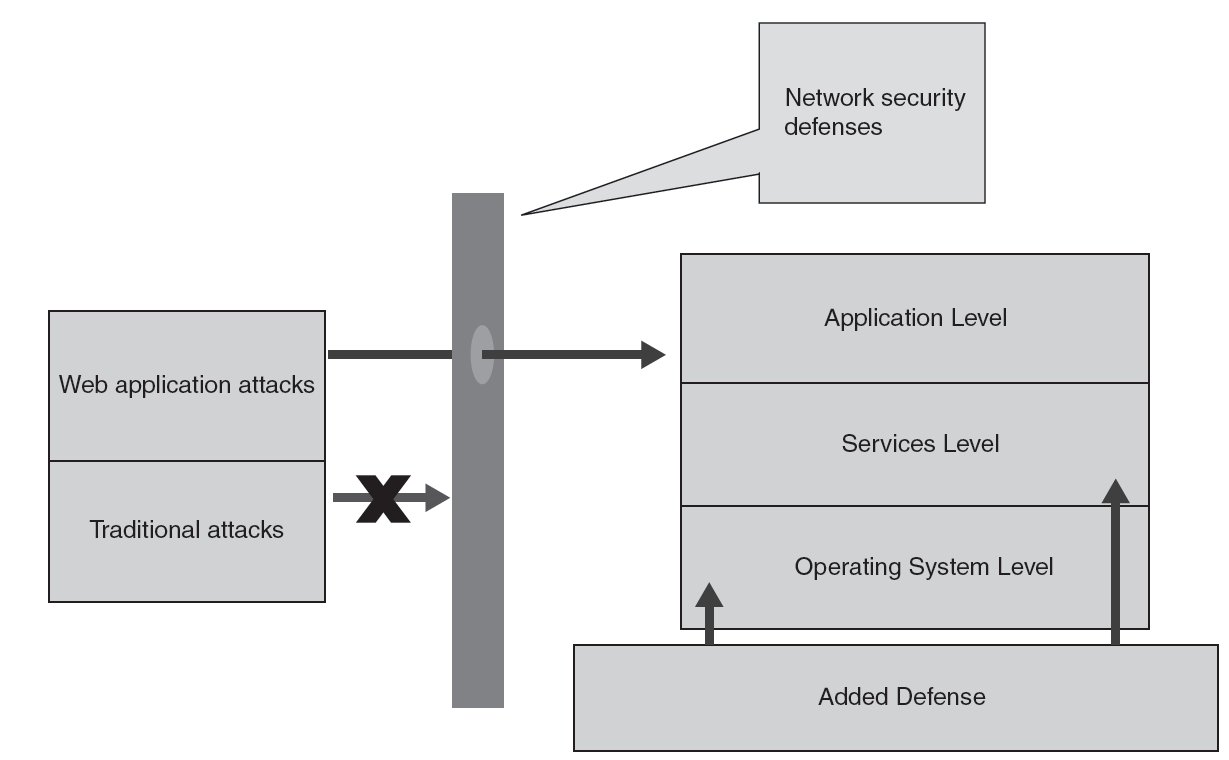 Network security
defenses
Application Level
Web application attacks
Services Level
Traditional attacks
Operating System Level
Added Defense